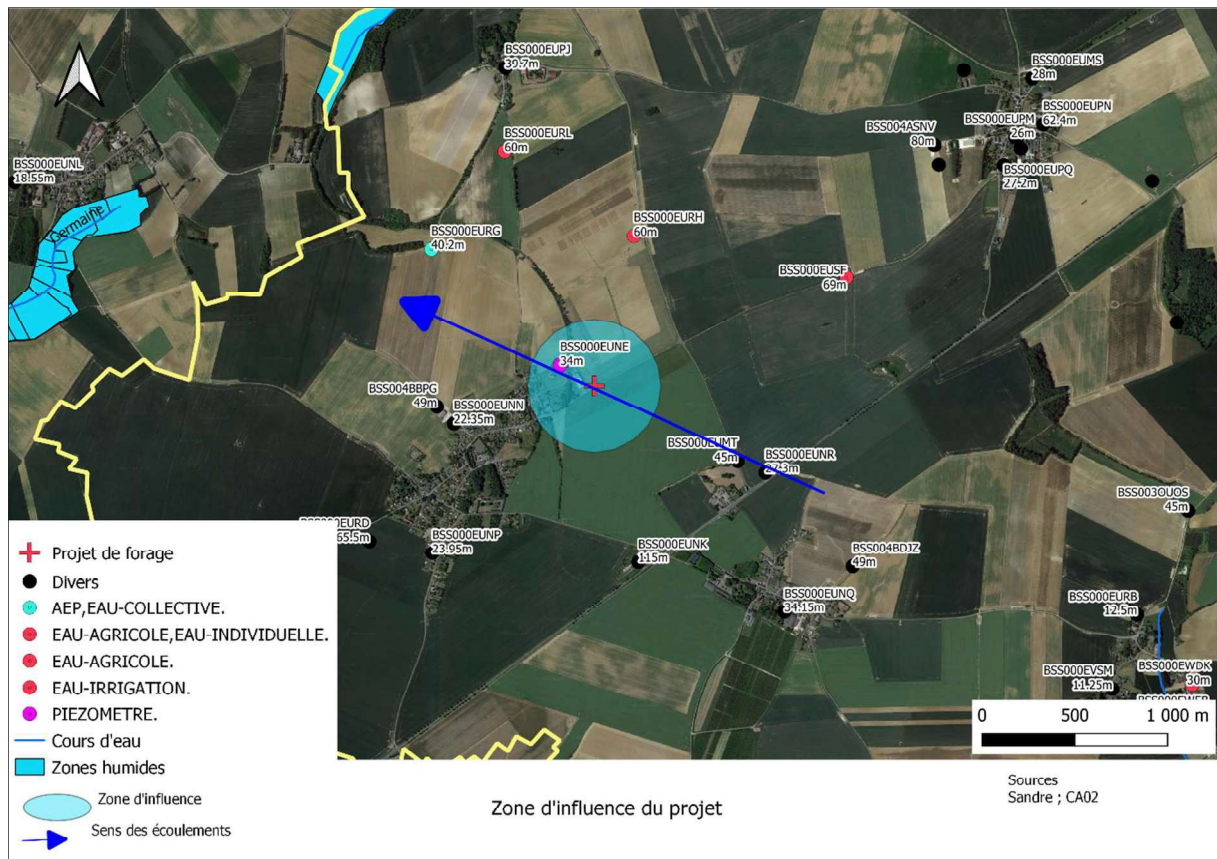 BSS000EUPJ
39.7m
BSS000EUMS
28m
BSS000EUPN
62.4m
BSS000EUPM
26m
BSS004ASNV
80m
BSS000EUPQ
27.2m
BSS000EURL
60m
BSS000EUNL
18.55m
Germaine
BSS000EURH
60m
BSS000EURG
40.2m
BSS000EUSF
69m
BSS000EUNE
34m
BSS004BBPG
49m
BSS000EUNN
22.35m
BSS000EUMT
45m
BSS000EUNR
27.3m
BSS003OUOS
45m
BSS000EURD
65.5m
BSS000EUNP
23.95m
BSS000EUNK
115m
BSS004BDJZ
49m
BSS000EUNQ
34.15m
BSS000EURB
12.5m
BSS000EVSM
11.25m
BSS000EWDK
30m
0 500 1 000 m
Projet de forage
Divers
AEP,EAU-COLLECTIVE.
EAU-AGRICOLE,EAU-INDIVIDUELLE.
EAU-AGRICOLE.
EAU-IRRIGATION.
PIEZOMETRE.
Cours d'eau
Zones humides
Zone d'influence
Sens des écoulements
Zone d'influence du projet
Sources
Sandre ; CA02